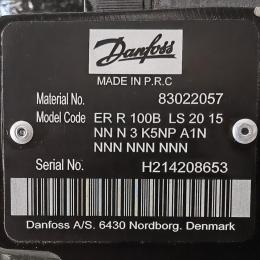 Danfoss
MADE IN P.R.C
Material No. 83022057
Model Code ER R 100B LS 20 15
NN N 3 K5NP A1N
NNN NNN NNN
Serial No. H214208653
Danfoss A/S. 6430 Nordborg. Denmark